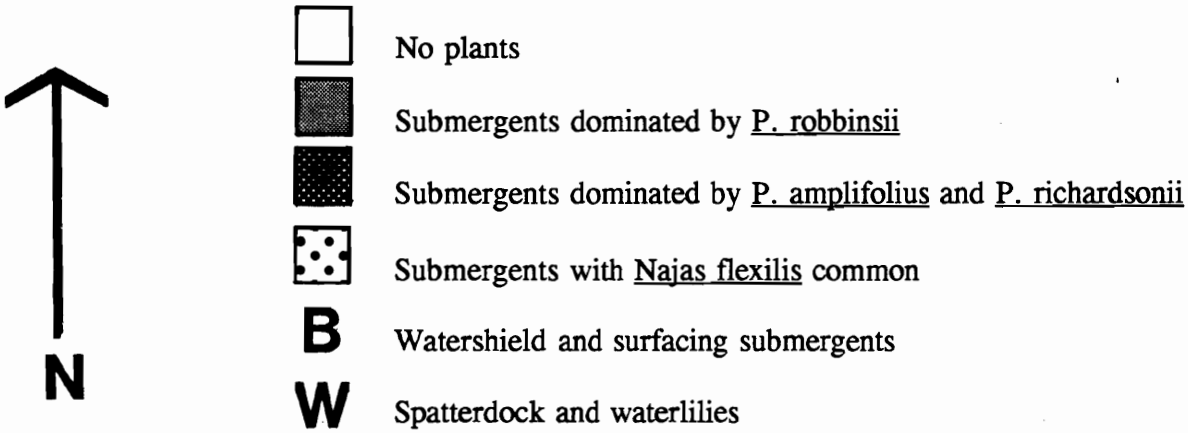 No plants
Submergents dominated by P. robbinsii
Submergents dominated by P. amplifolius and P. richardsonii
Submergents with Najas flexilis common
B Watershield and surfacing submergents
N
W Spatterdock and waterlilies